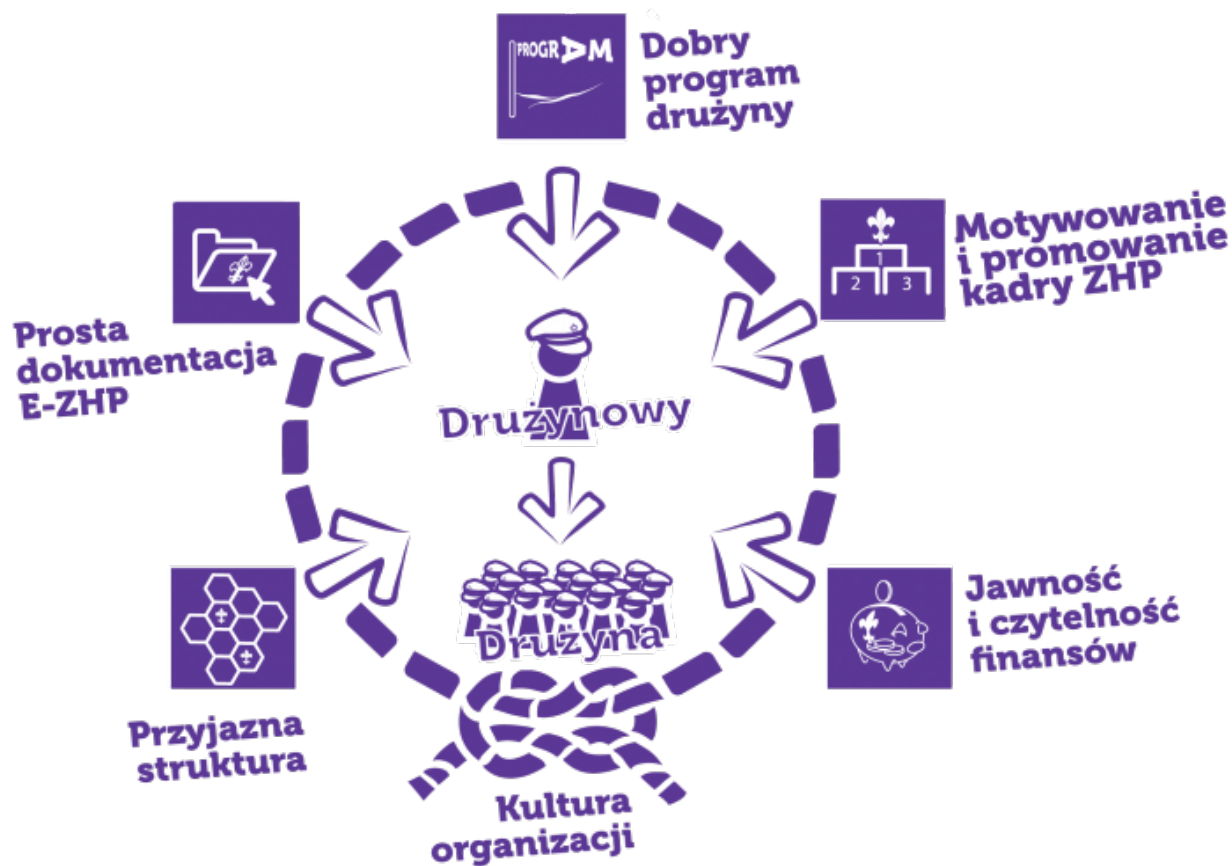 PROGRAM
Dobry
program
drużyny
Motywowanie
i promowanie
kadry ZHP
1
2 3
Prosta
dokumentacja
E-ZHP
Drużynowy
Drużyna
Jawność
i czytelność
finansów
Przyjazna
struktura
Kultura
organizacji